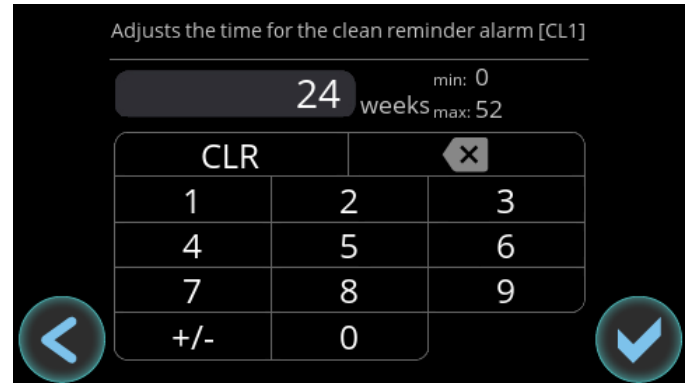 Adjusts the time for the clean reminder alarm [CL1]
24 weeks min: 0
max: 52
CLR
1 2 3
4 5 6
7 8 9
+/- 0